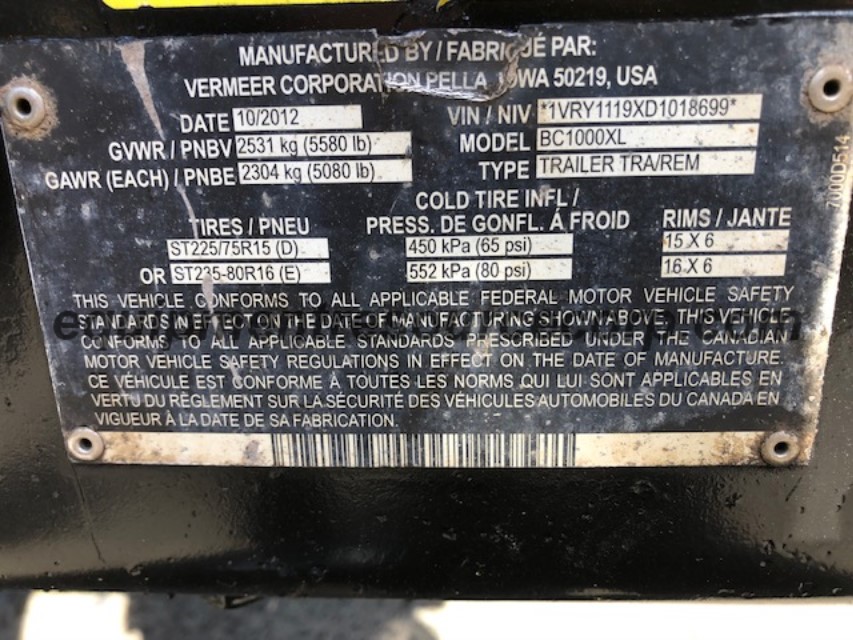 MANUFACTURED BY / FABRIQUÉ PAR:
VERMEER CORPORATION PELLA, IOWA 50219, USA
DATE 10/2012 VIN / NIV *1VRY1119XD1018699*
GVWR / PNBV 2531 kg (5580 lb) MODEL BC1000XL
GAWR (EACH) / PNBE 2304 kg (5080 lb) TYPE TRAILER TRA/REM
COLD TIRE INFL /
TIRES / PNEU PRESS. DE GONFL. Á FROID RIMS / JANTE
ST225/75R15 (D) 450 kPa (65 psi) 15 X 6
OR ST235-80R16 (E) 552 kPa (80 psi) 16 X 6
THIS VEHICLE CONFORMS TO ALL APPLICABLE FEDERAL MOTOR VEHICLE SAFETY
STANDARDS IN EFFECT ON THE DATE OF MANUFACTURING SHOWN ABOVE. THIS VEHICLE
CONFORMS TO ALL APPLICABLE. STANDARDS PRESCRIBED UNDER THE CANADIAN
MOTOR VEHICLE SAFETY REGULATIONS IN EFFECT ON THE DATE OF MANUFACTURE.
CE VÉHICULE EST CONFORME À TOUTES LES NORMS QUI LUI SONT APPLICABLES EN
VERTU DU RÈGLEMENT SUR LA SÉCURITÉ DES VÉHICULES AUTOMOBILES DU CANADA EN
VIGUEUR À LA DATE DE SA FABRICATION.
7000D514